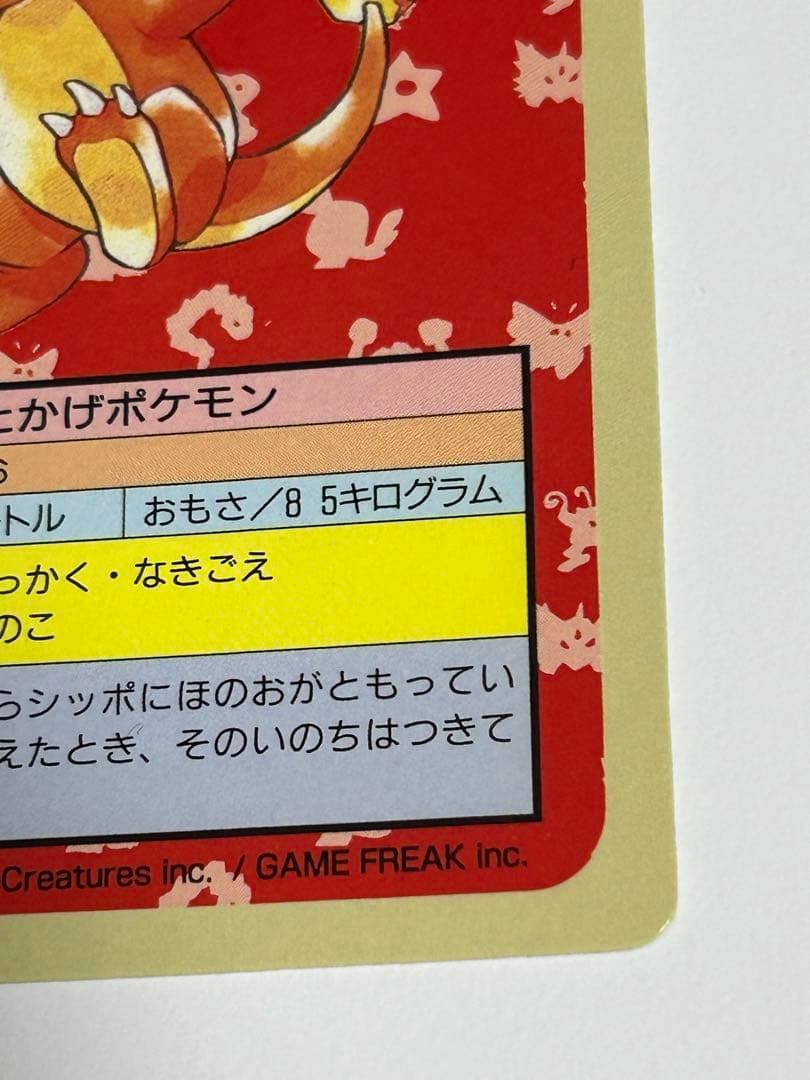 とかげポケモン
6
ートル おもさ/8 5キログラム
っかく・なきごえ
のこ
らシッポにほのおがともってい
えたとき、そのいのちはつきて
Creatures inc. / GAME FREAK inc.